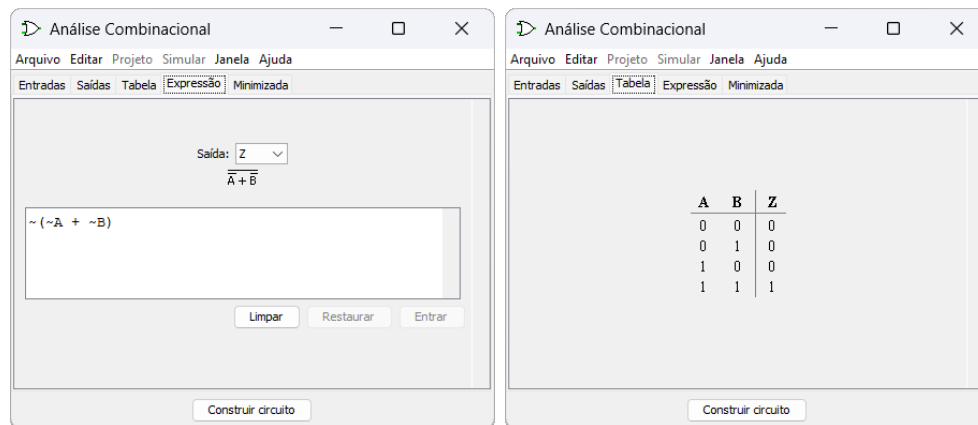 Análise Combinacional
Arquivo Editar Projeto Simular Janela Ajuda
Entradas Saídas Tabela Expressão Minimizada
Saída: Z
A + B
~(~A + ~B)
Limpar Restaurar Entrar
Construir circuito
Análise Combinacional
Arquivo Editar Projeto Simular Janela Ajuda
Entradas Saídas Tabela Expressão Minimizada
A B Z
0 0 0
0 1 0
1 0 0
1 1 1
Construir circuito